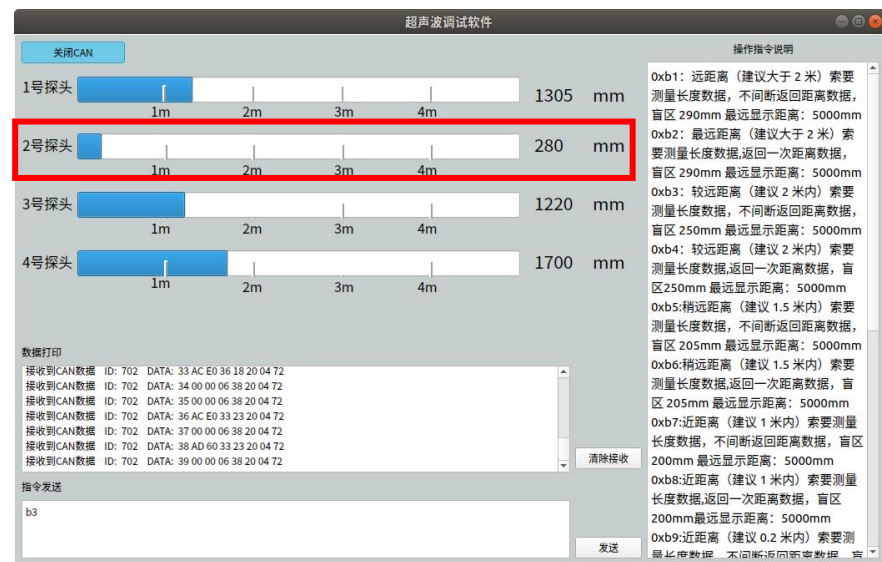 超声波调试软件
关闭CAN
1号探头
1m 2m 3m 4m
1305 mm
2号探头
1m 2m 3m 4m
280 mm
3号探头
1m 2m 3m 4m
1220 mm
4号探头
1m 2m 3m 4m
1700 mm
数据打印
接收到CAN数据 ID: 702 DATA: 33 AC E0 36 18 20 04 72
接收到CAN数据 ID: 702 DATA: 34 00 00 06 38 20 04 72
接收到CAN数据 ID: 702 DATA: 35 00 00 06 38 20 04 72
接收到CAN数据 ID: 702 DATA: 36 AC E0 33 23 20 04 72
接收到CAN数据 ID: 702 DATA: 37 00 00 06 38 20 04 72
接收到CAN数据 ID: 702 DATA: 38 AD 60 33 23 20 04 72
接收到CAN数据 ID: 702 DATA: 39 00 00 06 38 20 04 72
清除接收
指令发送
b3
发送
操作指令说明
0xb1：远距离（建议大于 2 米）索要
测量长度数据，不间断返回距离数据，
盲区 290mm 最远显示距离：5000mm
0xb2：最远距离（建议大于 2 米）索
要测量长度数据,返回一次距离数据，
盲区 290mm 最远显示距离：5000mm
0xb3：较远距离（建议 2 米内）索要
测量长度数据，不间断返回距离数据，
盲区 250mm 最远显示距离：5000mm
0xb4：较远距离（建议 2 米内）索要
测量长度数据,返回一次距离数据，盲
区250mm 最远显示距离：5000mm
0xb5:稍远距离（建议 1.5 米内）索要
测量长度数据，不间断返回距离数据，
盲区 205mm 最远显示距离：5000mm
0xb6:稍远距离（建议 1.5 米内）索要
测量长度数据,返回一次距离数据，盲
区 205mm 最远显示距离：5000mm
0xb7:近距离（建议 1 米内）索要测量
长度数据，不间断返回距离数据，盲区
200mm 最远显示距离：5000mm
0xb8:近距离（建议 1 米内）索要测量
长度数据,返回一次距离数据，盲区
200mm最远显示距离：5000mm
0xb9:近距离（建议 0.2 米内）索要测
量长度数据，不间断返回距离数据，盲